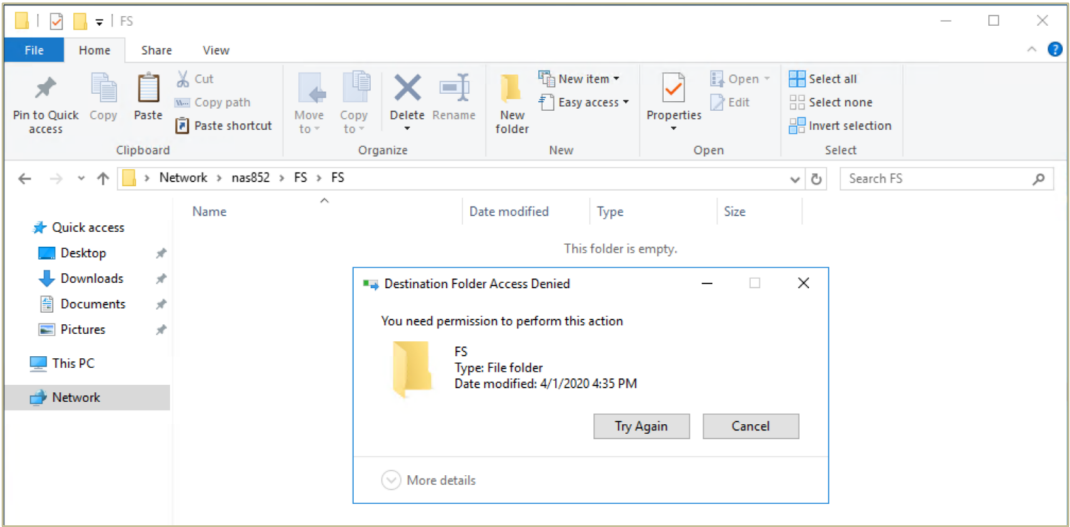 FS
File Home Share View
Pin to Quick access
Copy
Paste
Cut
Copy path
Paste shortcut
Clipboard
Move to
Copy to
Delete
Rename
Organize
New folder
New item
Easy access
New
Properties
Open
Edit
Open
Select all
Select none
Invert selection
Select
Network > nas852 > FS > FS
Search FS
Name Date modified Type Size
This folder is empty.
Quick access
Desktop
Downloads
Documents
Pictures
This PC
Network
Destination Folder Access Denied
You need permission to perform this action
FS
Type: File folder
Date modified: 4/1/2020 4:35 PM
Try Again Cancel
More details